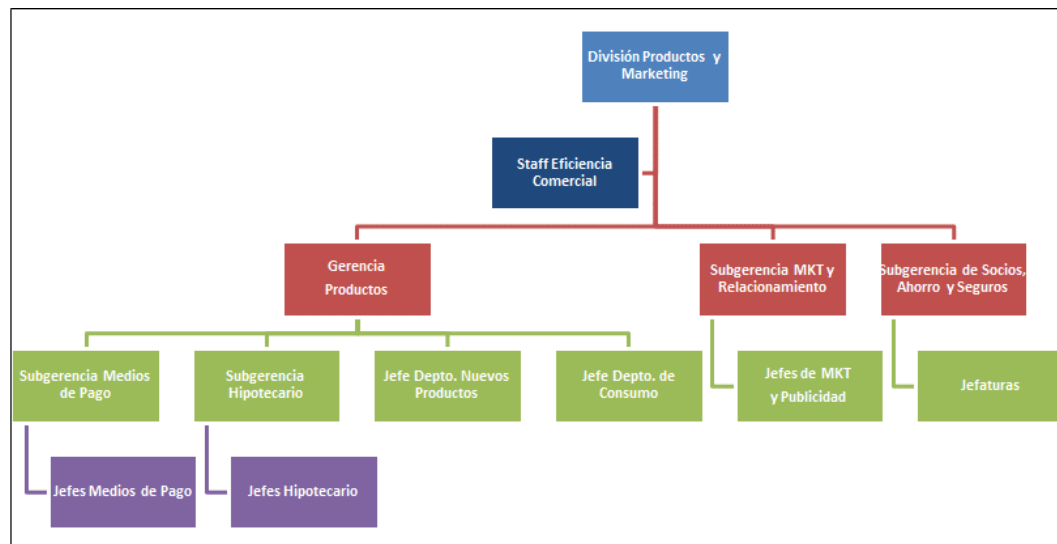 División Productos y
Marketing
Staff Eficiencia
Comercial
Gerencia
Productos
Subgerencia MKT y
Relacionamiento
Subgerencia de Socios,
Ahorro y Seguros
Subgerencia Medios
de Pago
Subgerencia
Hipotecario
Jefe Depto. Nuevos
Productos
Jefe Depto. de
Consumo
Jefes de MKT
y Publicidad
Jefaturas
Jefes Medios de Pago
Jefes Hipotecario